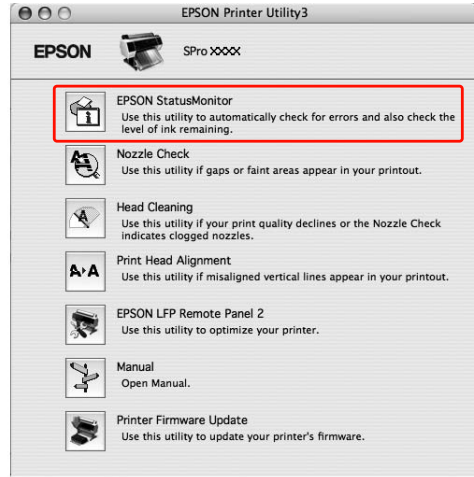 EPSON Printer Utility3
EPSON
SPro XXXX
EPSON StatusMonitor
Use this utility to automatically check for errors and also check the
level of ink remaining.
Nozzle Check
Use this utility if gaps or faint areas appear in your printout.
Head Cleaning
Use this utility if your print quality declines or the Nozzle Check
indicates clogged nozzles.
A›A
Print Head Alignment
Use this utility if misaligned vertical lines appear in your printout.
EPSON LFP Remote Panel 2
Use this utility to optimize your printer.
Manual
Open Manual.
Printer Firmware Update
Use this utility to update your printer's firmware.